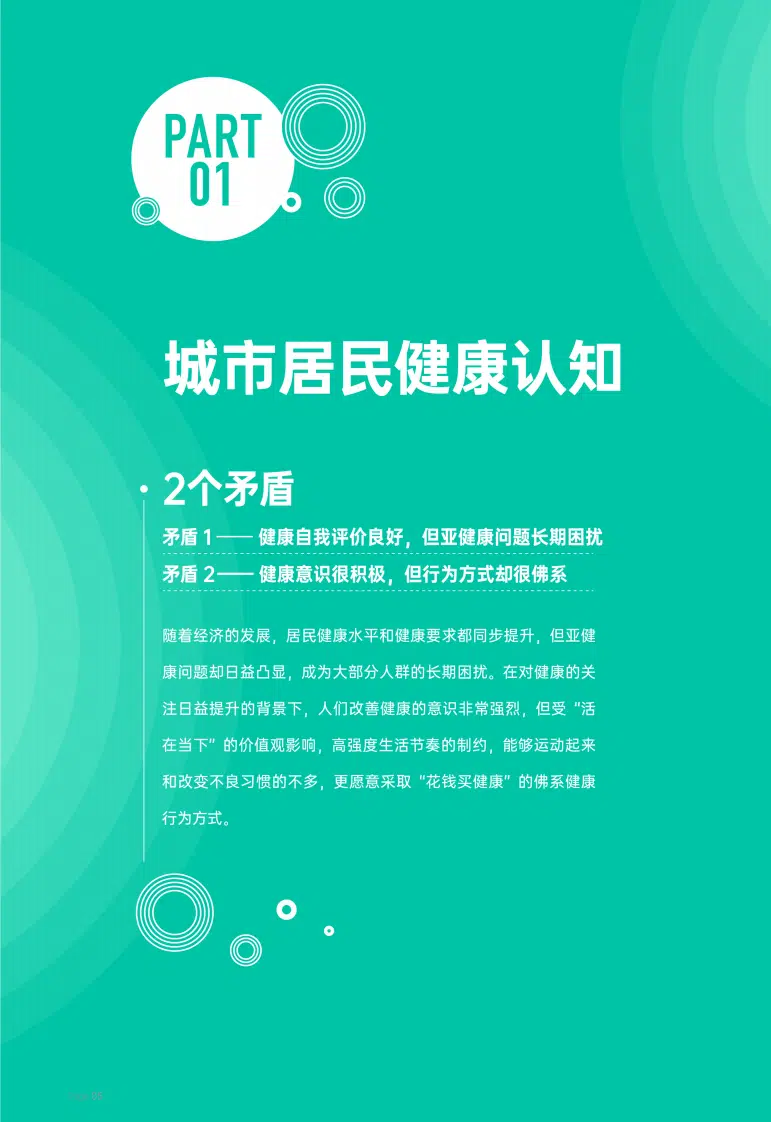 PART
01
城市居民健康认知
2个矛盾
矛盾 1 —— 健康自我评价良好，但亚健康问题长期困扰
矛盾 2 —— 健康意识很积极，但行为方式却很佛系
随着经济的发展，居民健康水平和健康要求都同步提升，但亚健
康问题却日益凸显，成为大部分人群的长期困扰。在对健康的关
注日益提升的背景下，人们改善健康的意识非常强烈，但受“活
在当下”的价值观影响，高强度生活节奏的制约，能够运动起来
和改变不良习惯的不多，更愿意采取“花钱买健康”的佛系健康
行为方式。